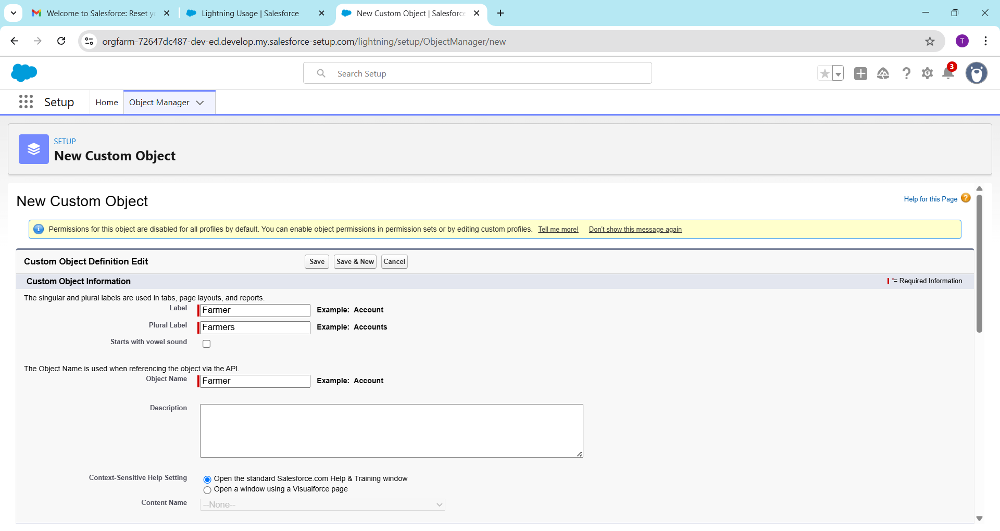 Welcome to Salesforce: Reset yo
Lightning Usage | Salesforce
New Custom Object | Salesforce
orgfarm-72647dc487-dev-ed.develop.my.salesforce-setup.com/lightning/setup/ObjectManager/new
T
Search Setup
3
Setup
Home
Object Manager
SETUP
New Custom Object
New Custom Object
Help for this Page ?
i Permissions for this object are disabled for all profiles by default. You can enable object permissions in permission sets or by editing custom profiles. Tell me more! Don't show this message again
Custom Object Definition Edit
Save
Save & New
Cancel
Custom Object Information
*= Required Information
The singular and plural labels are used in tabs, page layouts, and reports.
Label Farmer Example: Account
Plural Label Farmers Example: Accounts
Starts with vowel sound
The Object Name is used when referencing the object via the API.
Object Name Farmer Example: Account
Description
Context-Sensitive Help Setting Open the standard Salesforce.com Help & Training window
Open a window using a Visualforce page
Content Name --None--